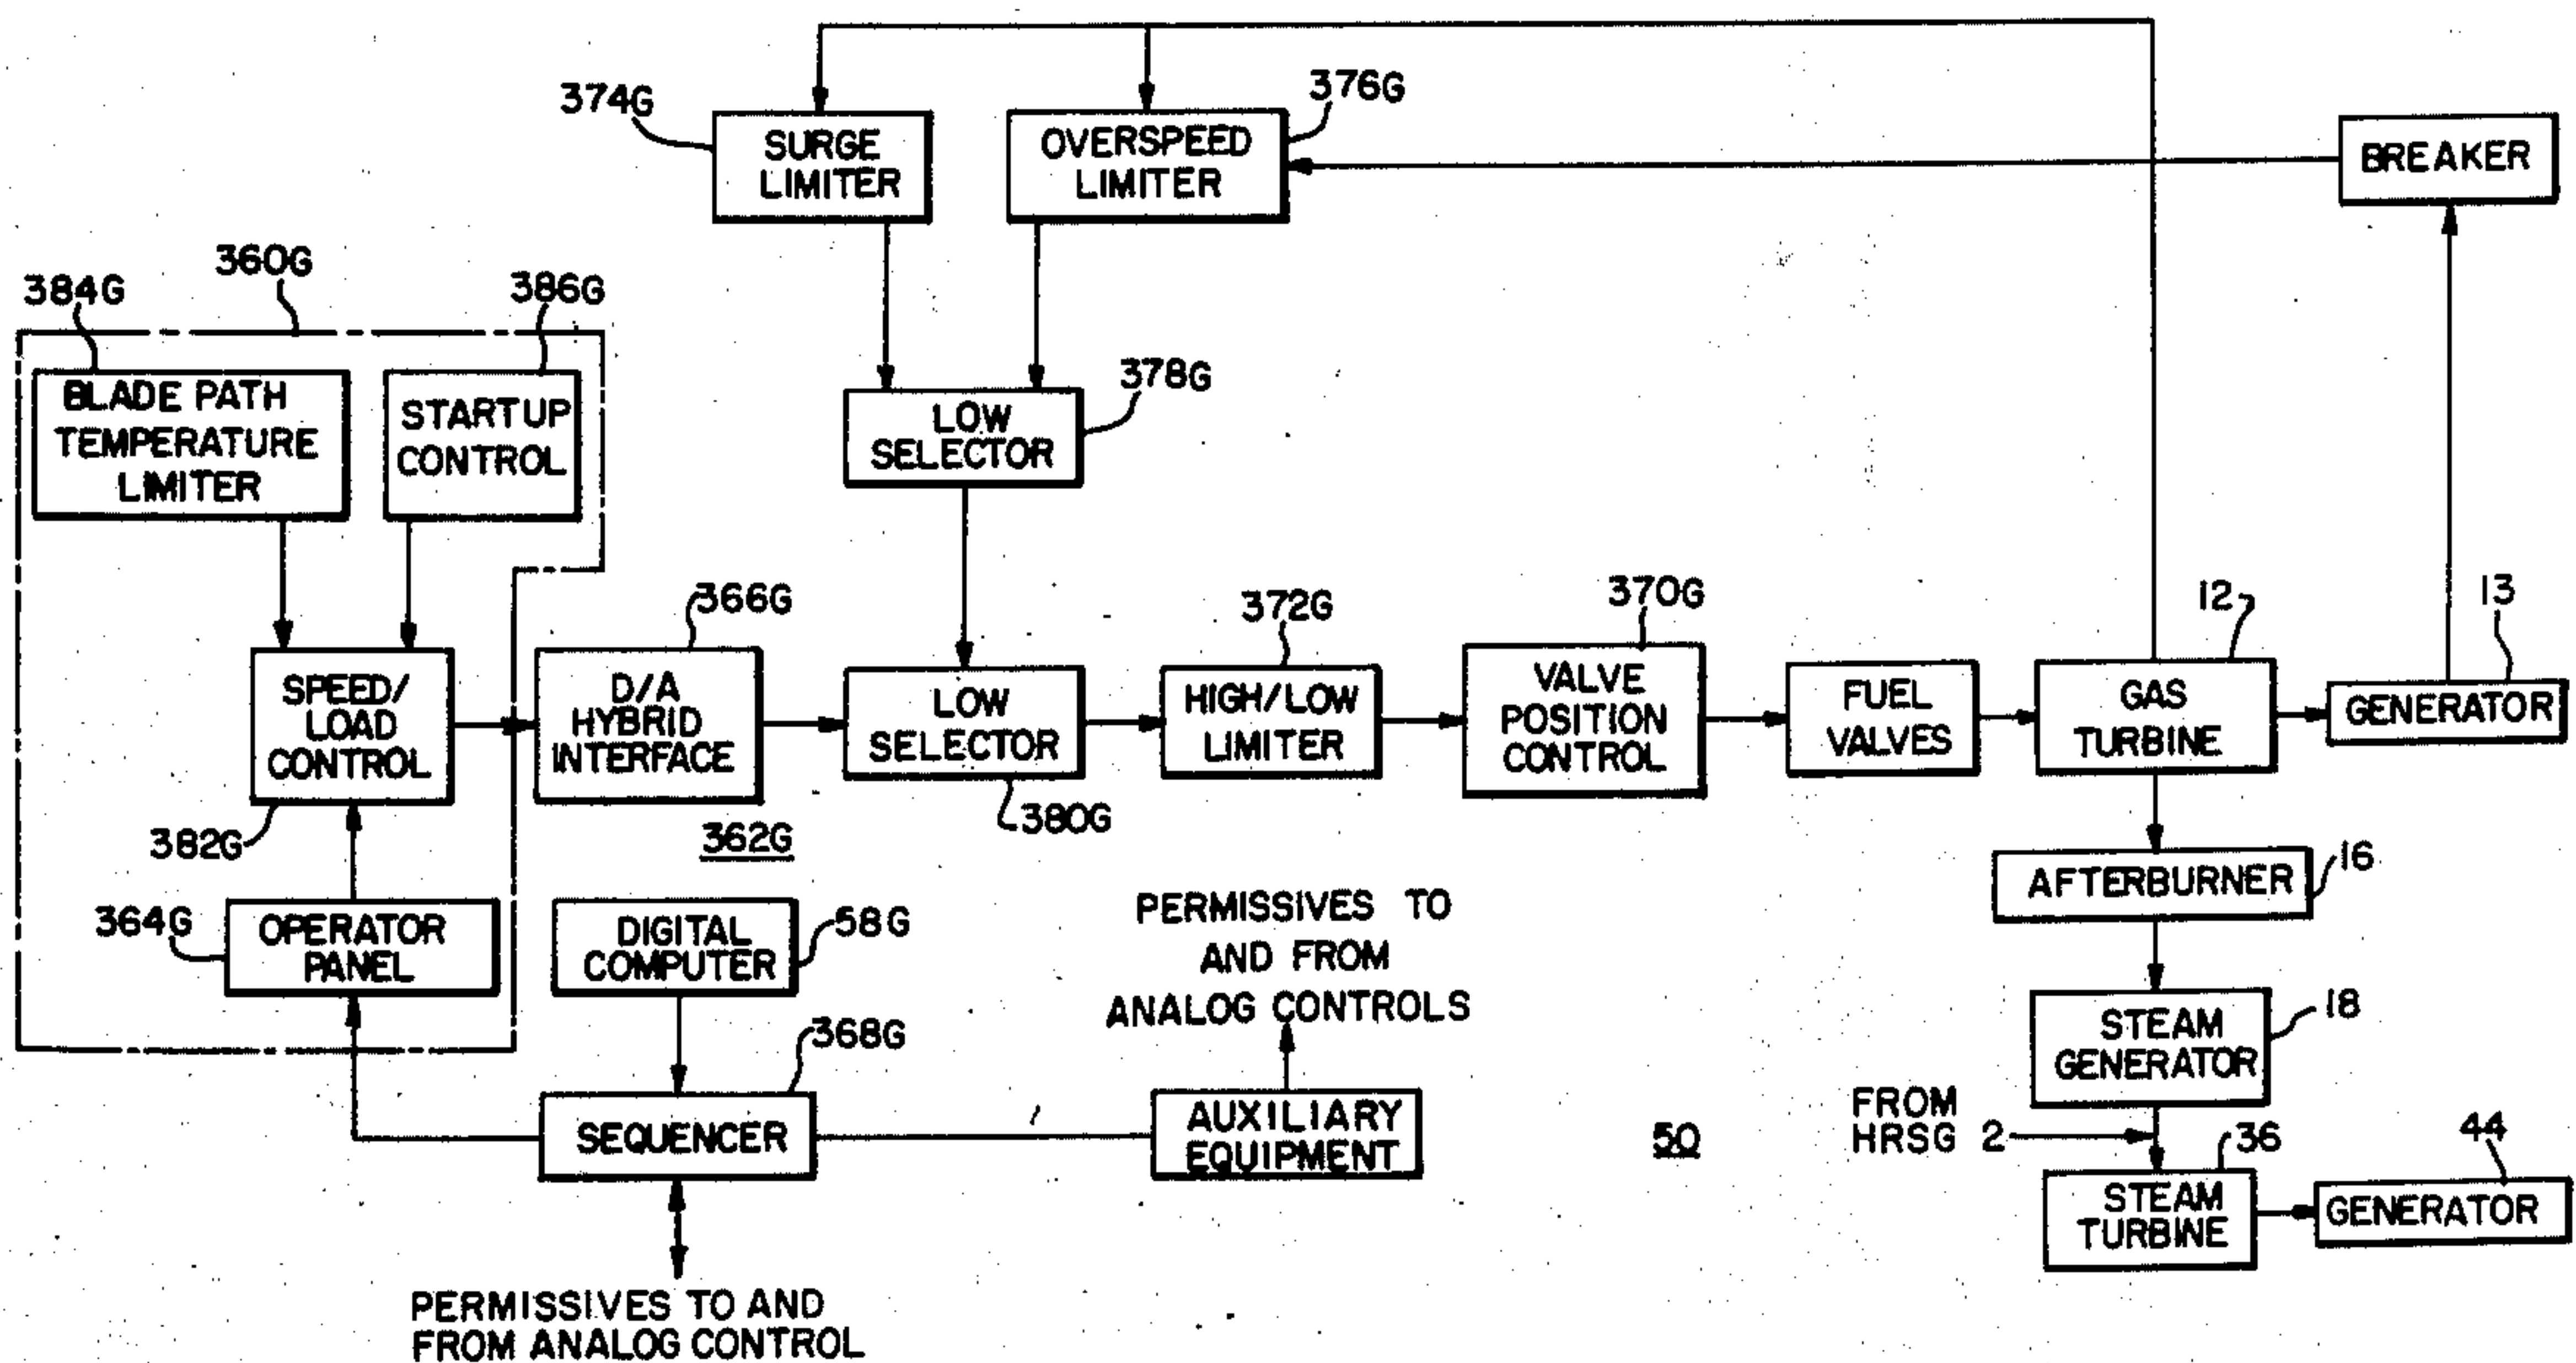 374G
SURGE
LIMITER
376G
OVERSPEED
LIMITER
BREAKER
360G
384G
386G
BLADE PATH
TEMPERATURE
LIMITER
STARTUP
CONTROL
378G
LOW
SELECTOR
SPEED/
LOAD
CONTROL
382G
366G
D/A
HYBRID
INTERFACE
362G
LOW
SELECTOR
380G
372G
HIGH/LOW
LIMITER
370G
VALVE
POSITION
CONTROL
FUEL
VALVES
12
GAS
TURBINE
13
GENERATOR
364G
OPERATOR
PANEL
DIGITAL
COMPUTER
58G
368G
SEQUENCER
PERMISSIVES TO AND
FROM ANALOG CONTROL
PERMISSIVES TO
AND FROM
ANALOG CONTROLS
AUXILIARY
EQUIPMENT
50
AFTERBURNER
16
STEAM
GENERATOR
18
FROM
HRSG 2
36
STEAM
TURBINE
44
GENERATOR